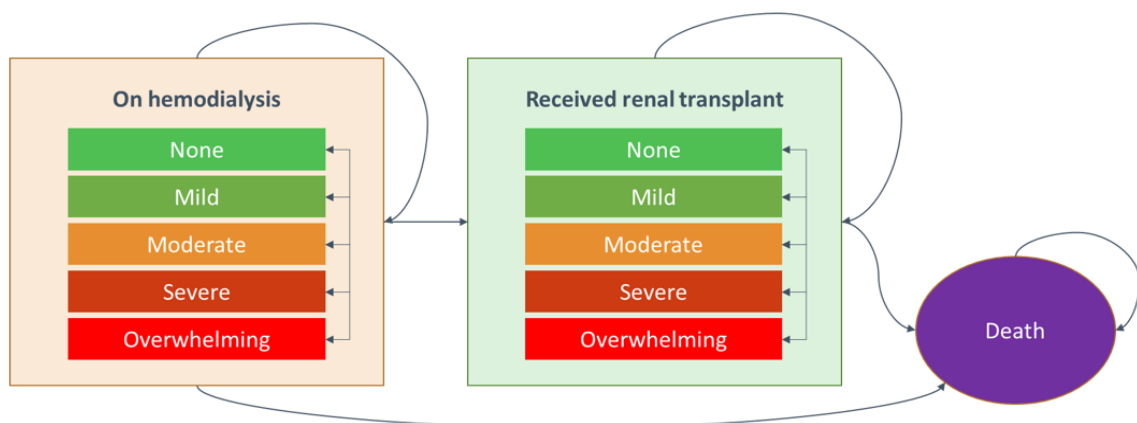 On hemodialysis
None
Mild
Moderate
Severe
Overwhelming
Received renal transplant
None
Mild
Moderate
Severe
Overwhelming
Death